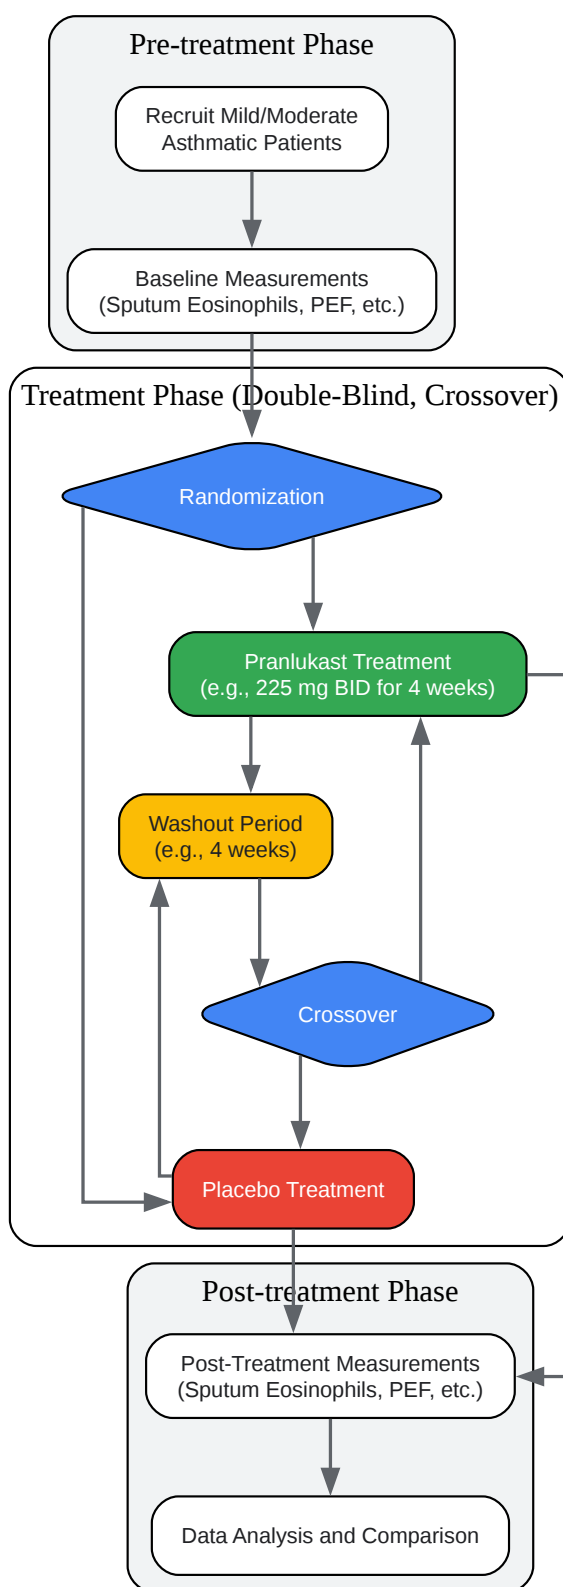 Pre-treatment Phase
Recruit Mild/Moderate
Asthmatic Patients
Baseline Measurements
(Sputum Eosinophils, PEF, etc.)
Treatment Phase (Double-Blind, Crossover)
Randomization
Pranlukast Treatment
(e.g., 225 mg BID for 4 weeks)
Washout Period
(e.g., 4 weeks)
Crossover
Placebo Treatment
Post-treatment Phase
Post-Treatment Measurements
(Sputum Eosinophils, PEF, etc.)
Data Analysis and Comparison